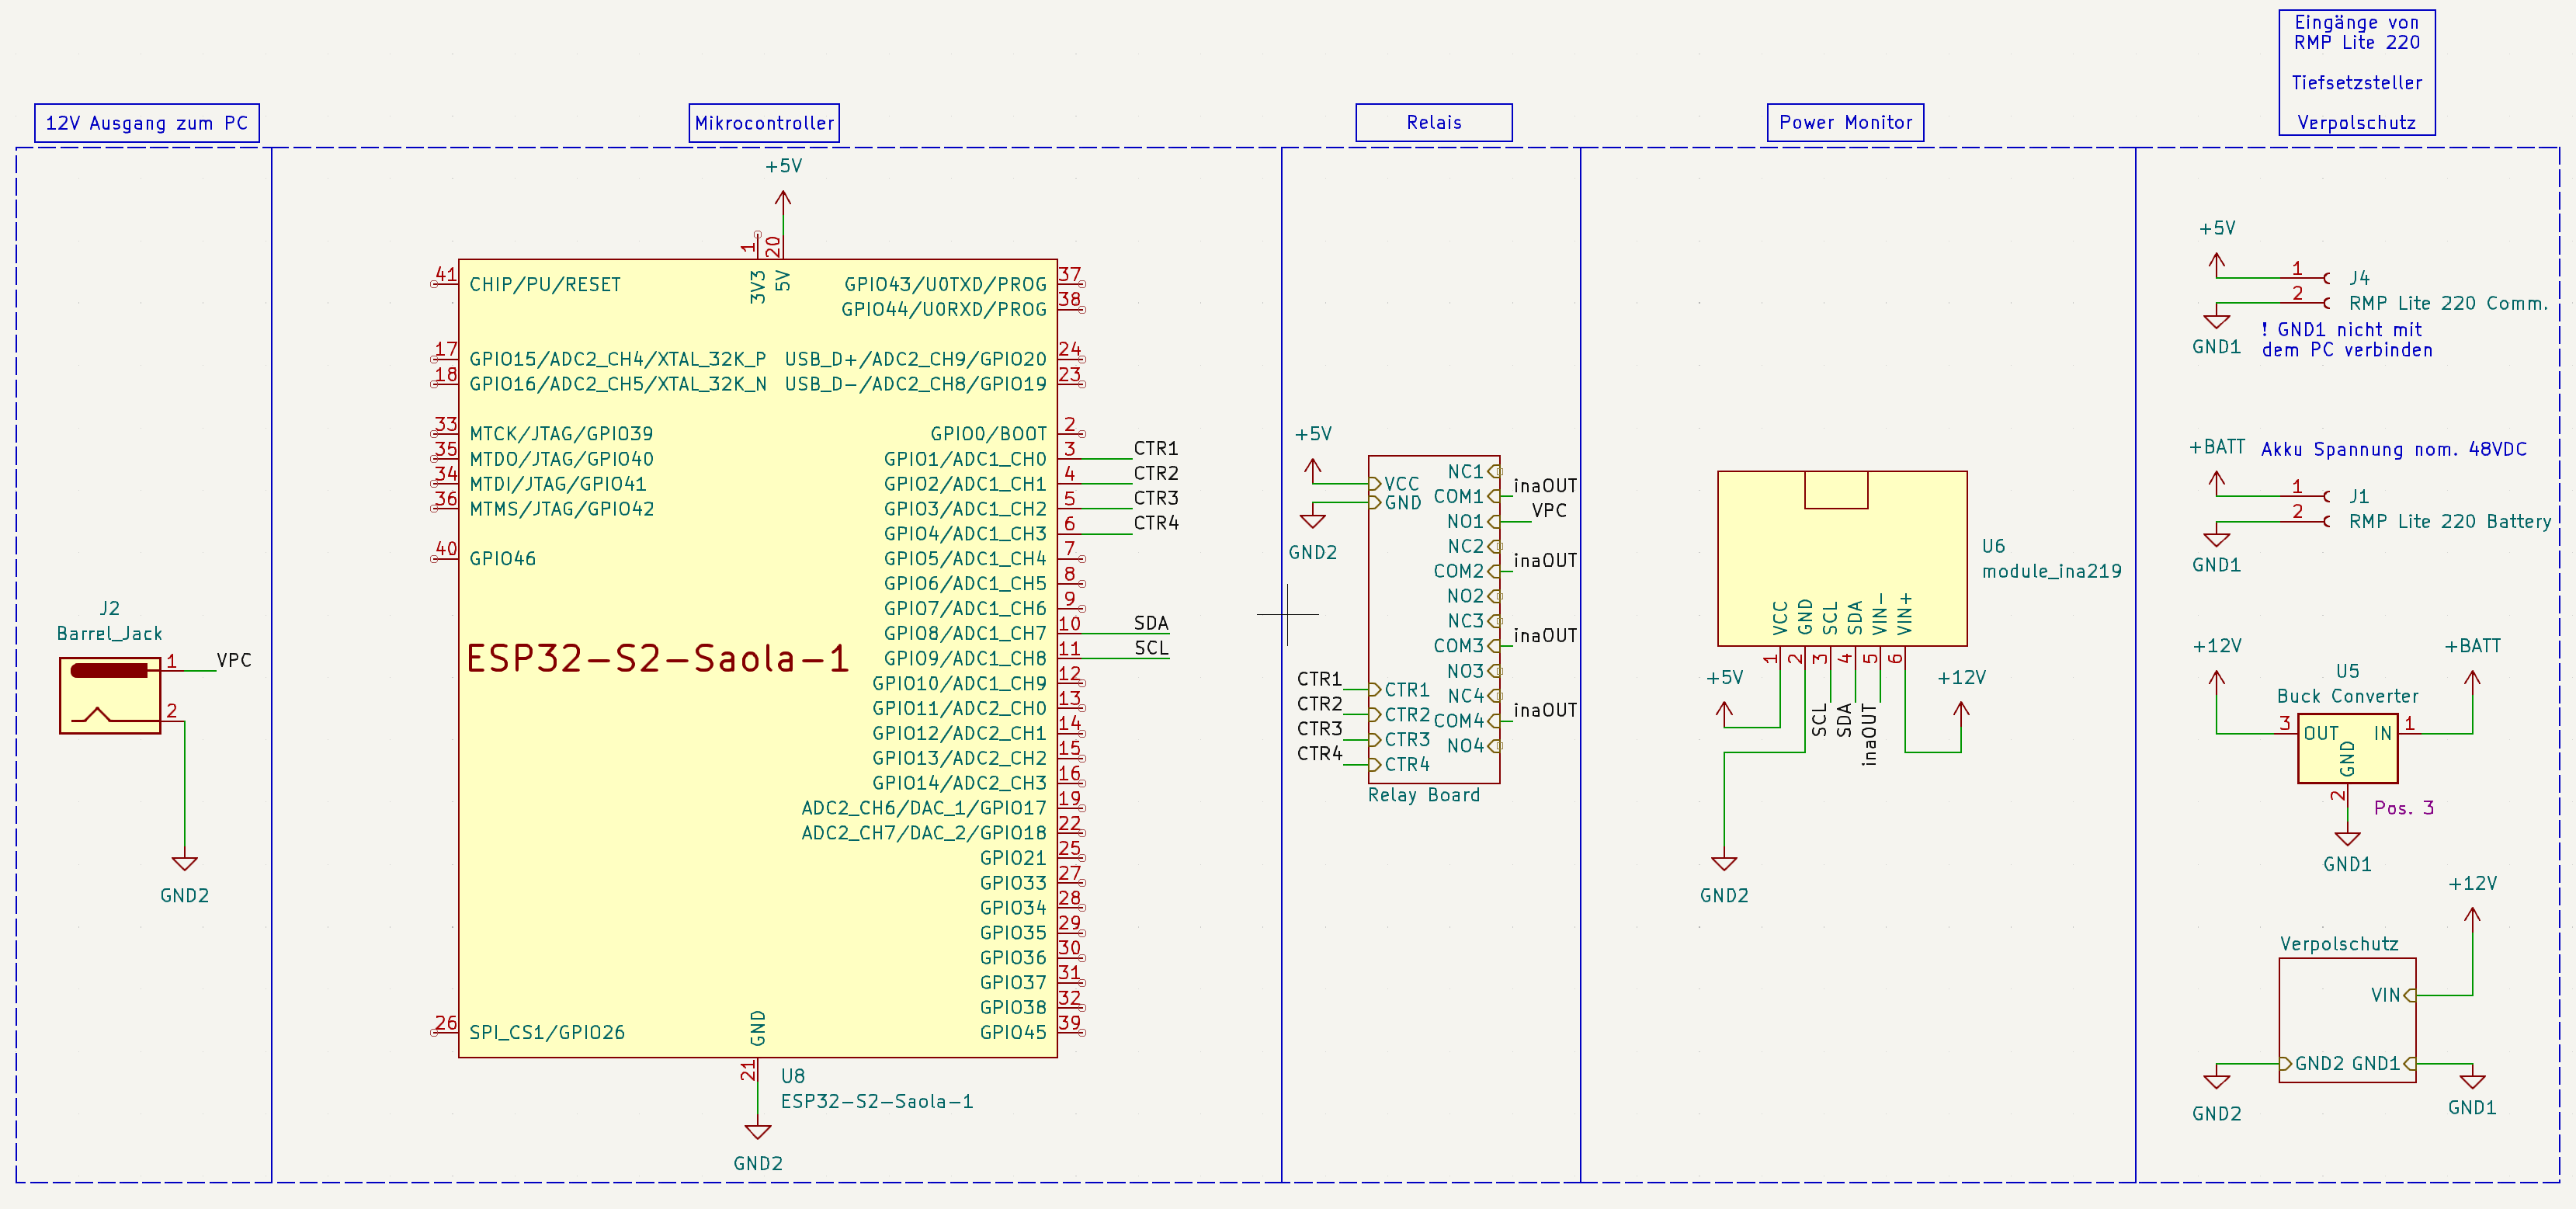 12V Ausgang zum PC
J2
Barrel_Jack
1
VPC
2
GND2
Mikrocontroller
+5V
1
20
3V3
5V
41
CHIP/PU/RESET
17
GPIO15/ADC2_CH4/XTAL_32K_P
18
GPIO16/ADC2_CH5/XTAL_32K_N
33
MTCK/JTAG/GPIO39
35
MTDO/JTAG/GPIO40
34
MTDI/JTAG/GPIO41
36
MTMS/JTAG/GPIO42
40
GPIO46
ESP32-S2-Saola-1
26
SPI_CS1/GPIO26
GPIO43/U0TXD/PROG
37
GPIO44/U0RXD/PROG
38
USB_D+/ADC2_CH9/GPIO20
24
USB_D-/ADC2_CH8/GPIO19
23
GPIO0/BOOT
2
GPIO1/ADC1_CH0
3
CTR1
GPIO2/ADC1_CH1
4
CTR2
GPIO3/ADC1_CH2
5
CTR3
GPIO4/ADC1_CH3
6
CTR4
GPIO5/ADC1_CH4
7
GPIO6/ADC1_CH5
8
GPIO7/ADC1_CH6
9
GPIO8/ADC1_CH7
10
SDA
GPIO9/ADC1_CH8
11
SCL
GPIO10/ADC1_CH9
12
GPIO11/ADC2_CH0
13
GPIO12/ADC2_CH1
14
GPIO13/ADC2_CH2
15
GPIO14/ADC2_CH3
16
ADC2_CH6/DAC_1/GPIO17
19
ADC2_CH7/DAC_2/GPIO18
22
GPIO21
25
GPIO33
27
GPIO34
28
GPIO35
29
GPIO36
30
GPIO37
31
GPIO38
32
GPIO45
39
GND
21
U8
ESP32-S2-Saola-1
GND2
Relais
+5V
VCC
GND
GND2
NC1
COM1
inaOUT
NO1
VPC
NC2
COM2
inaOUT
NO2
NC3
COM3
inaOUT
NO3
NC4
COM4
inaOUT
NO4
CTR1
CTR1
CTR2
CTR2
CTR3
CTR3
CTR4
CTR4
Relay Board
Power Monitor
U6
module_ina219
VCC
GND
SCL
SDA
VIN-
VIN+
1
2
3
4
5
6
+5V
SCL
SDA
inaOUT
+12V
GND2
Eingänge von
RMP Lite 220
Tiefsetzsteller
Verpolschutz
+5V
1
J4
2
RMP Lite 220 Comm.
GND1
! GND1 nicht mit
dem PC verbinden
+BATT
Akku Spannung nom. 48VDC
1
J1
2
RMP Lite 220 Battery
GND1
+12V
+BATT
U5
Buck Converter
3
OUT
IN
1
GND
2
Pos. 3
GND1
+12V
Verpolschutz
VIN
GND2
GND1
GND2
GND1